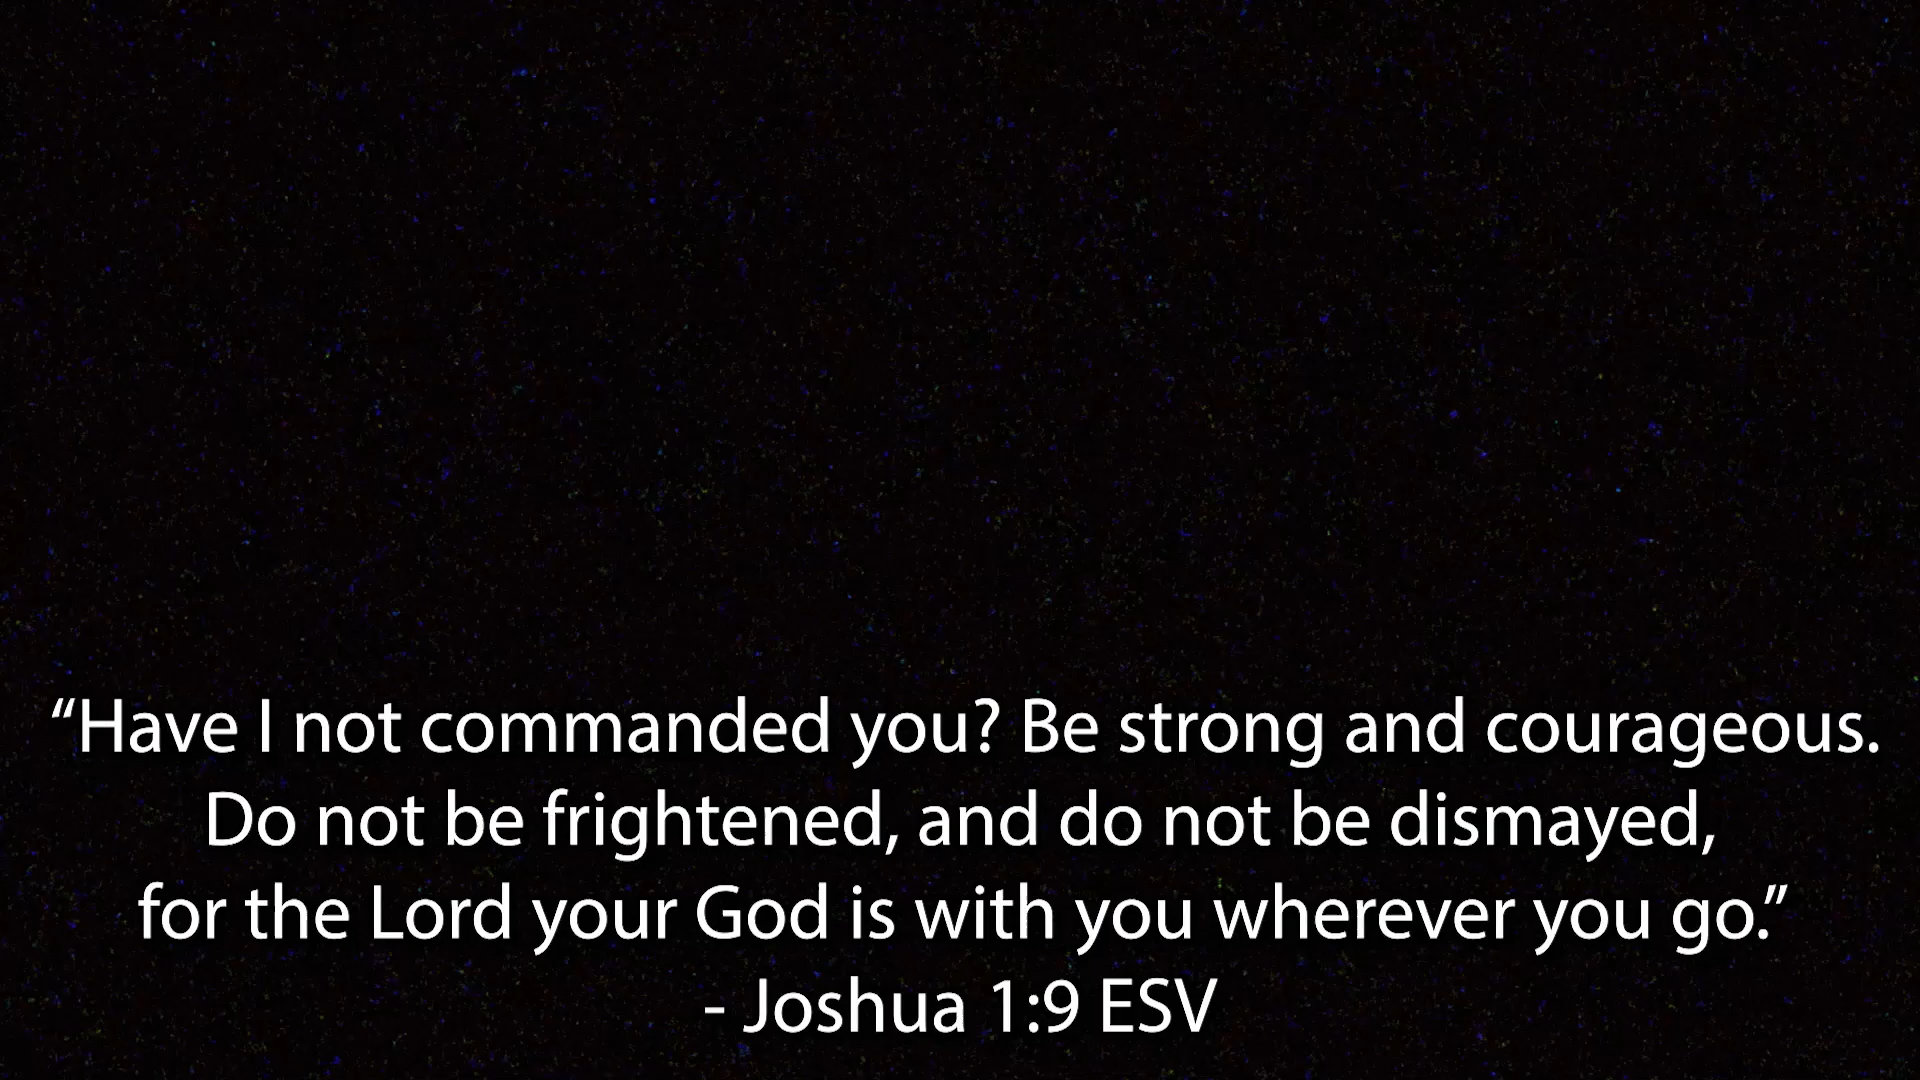 “Have I not commanded you? Be strong and courageous.
Do not be frightened, and do not be dismayed,
for the Lord your God is with you wherever you go.”
- Joshua 1:9 ESV